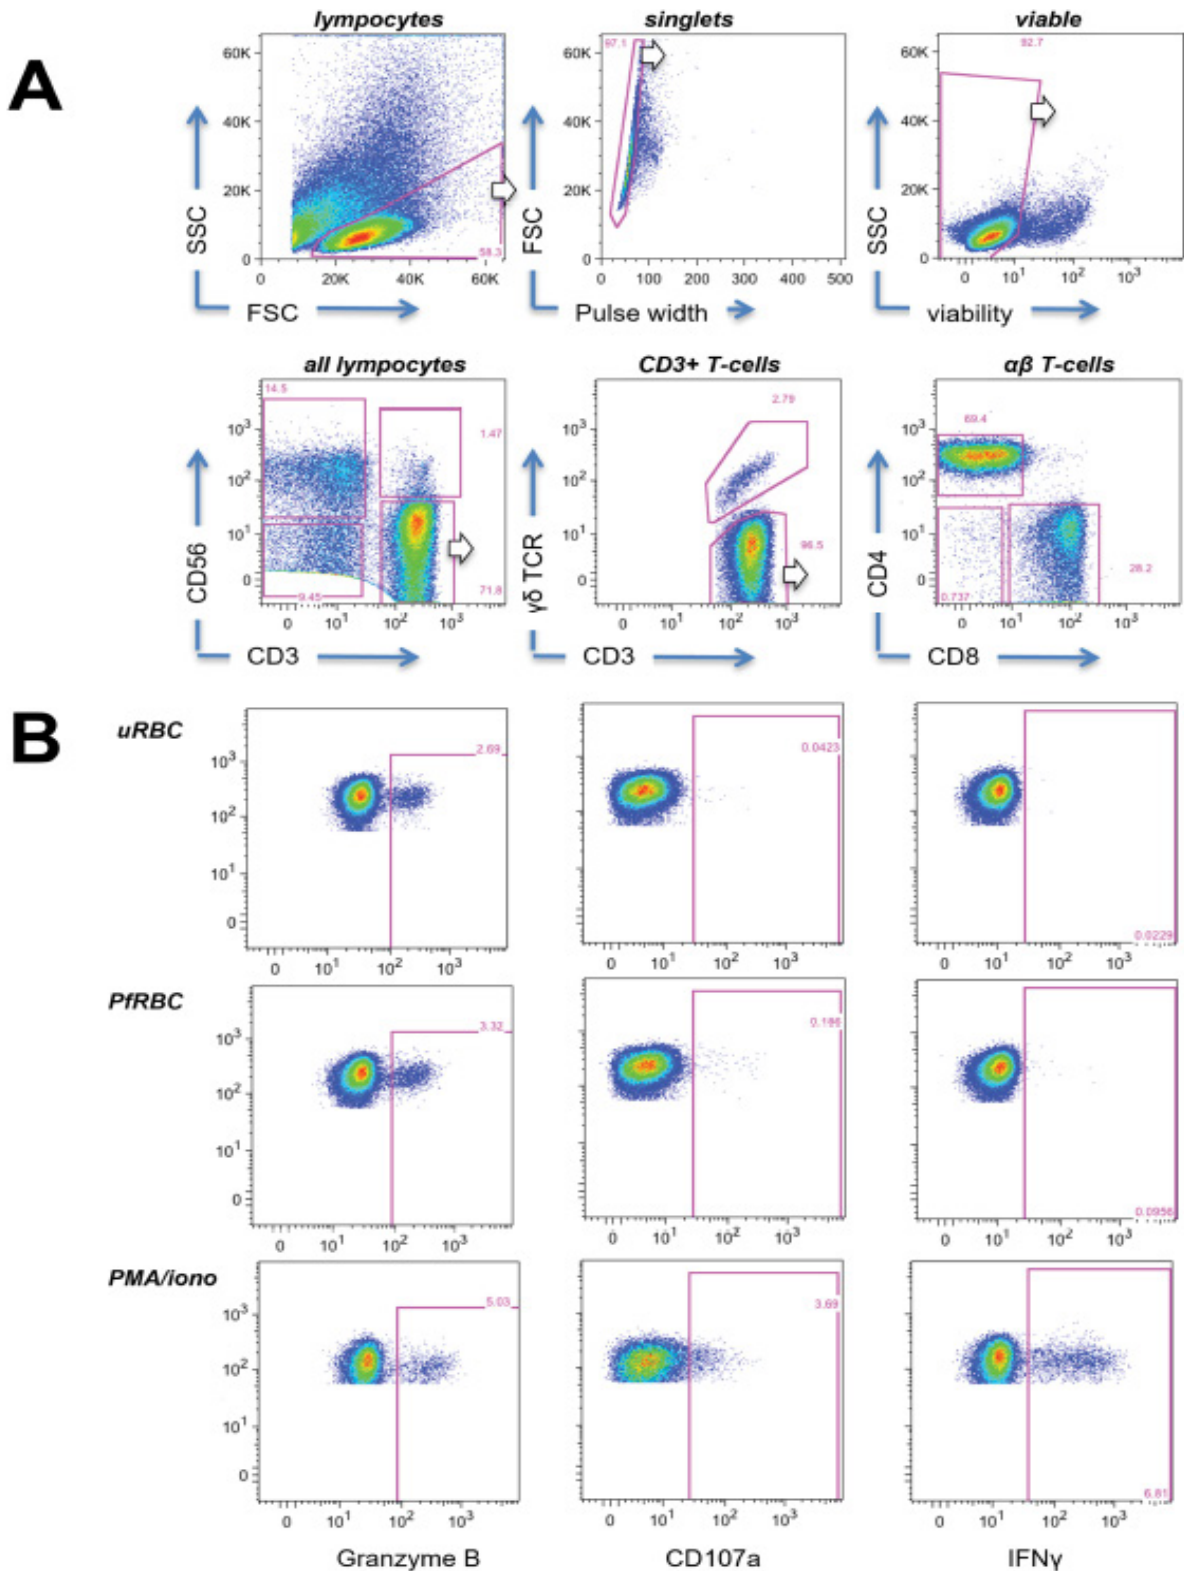 A
lympocytes
singlets
viable
60K
40K
20K
0
SSC
58.3
0 20K 40K 60K
FSC
97.1
60K
40K
20K
0
FSC
0 100 200 300 400 500
Pulse width
92.7
60K
40K
20K
0
SSC
0 10¹ 10² 10³
viability
all lympocytes
CD3+ T-cells
αβ T-cells
14.5
1.47
71.8
9.45
10³
10²
10¹
0
CD56
0 10¹ 10² 10³
CD3
2.79
96.5
10³
10²
10¹
0
γδ TCR
0 10¹ 10² 10³
CD3
69.4
28.2
0.737
10³
10²
10¹
0
CD4
0 10¹ 10² 10³
CD8
B
uRBC
2.69
0.0423
0.0229
10³
10²
10¹
0
0 10¹ 10² 10³
0 10¹ 10² 10³
0 10¹ 10² 10³
PfRBC
3.32
0.186
0.0956
10³
10²
10¹
0
0 10¹ 10² 10³
0 10¹ 10² 10³
0 10¹ 10² 10³
PMA/iono
5.03
3.69
6.81
10³
10²
10¹
0
0 10¹ 10² 10³
0 10¹ 10² 10³
0 10¹ 10² 10³
Granzyme B
CD107a
IFNγ